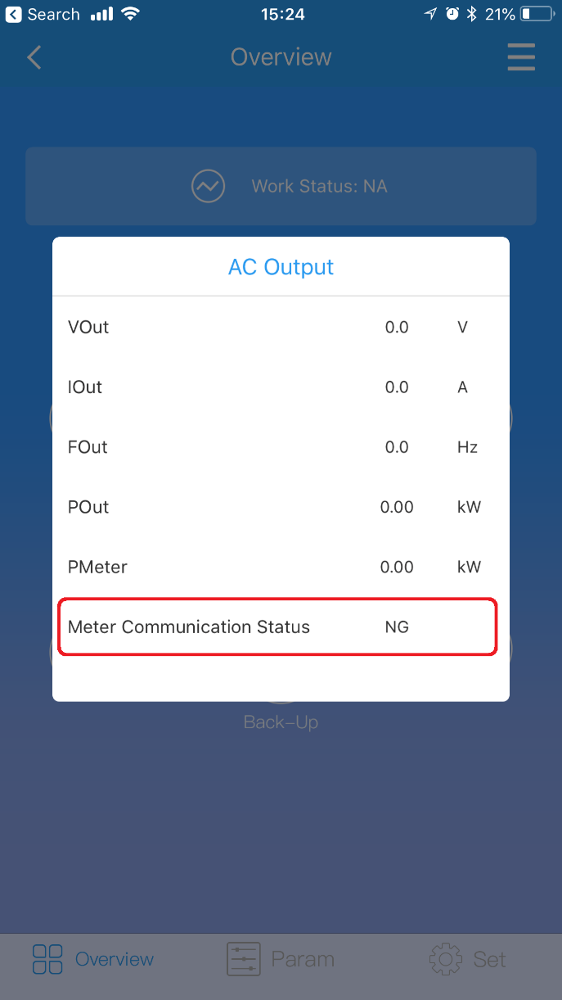 Search 15:24 21%
Overview
Work Status: NA
AC Output
VOut 0.0 V
IOut 0.0 A
FOut 0.0 Hz
POut 0.00 kW
PMeter 0.00 kW
Meter Communication Status NG
Back-Up
Overview Param Set